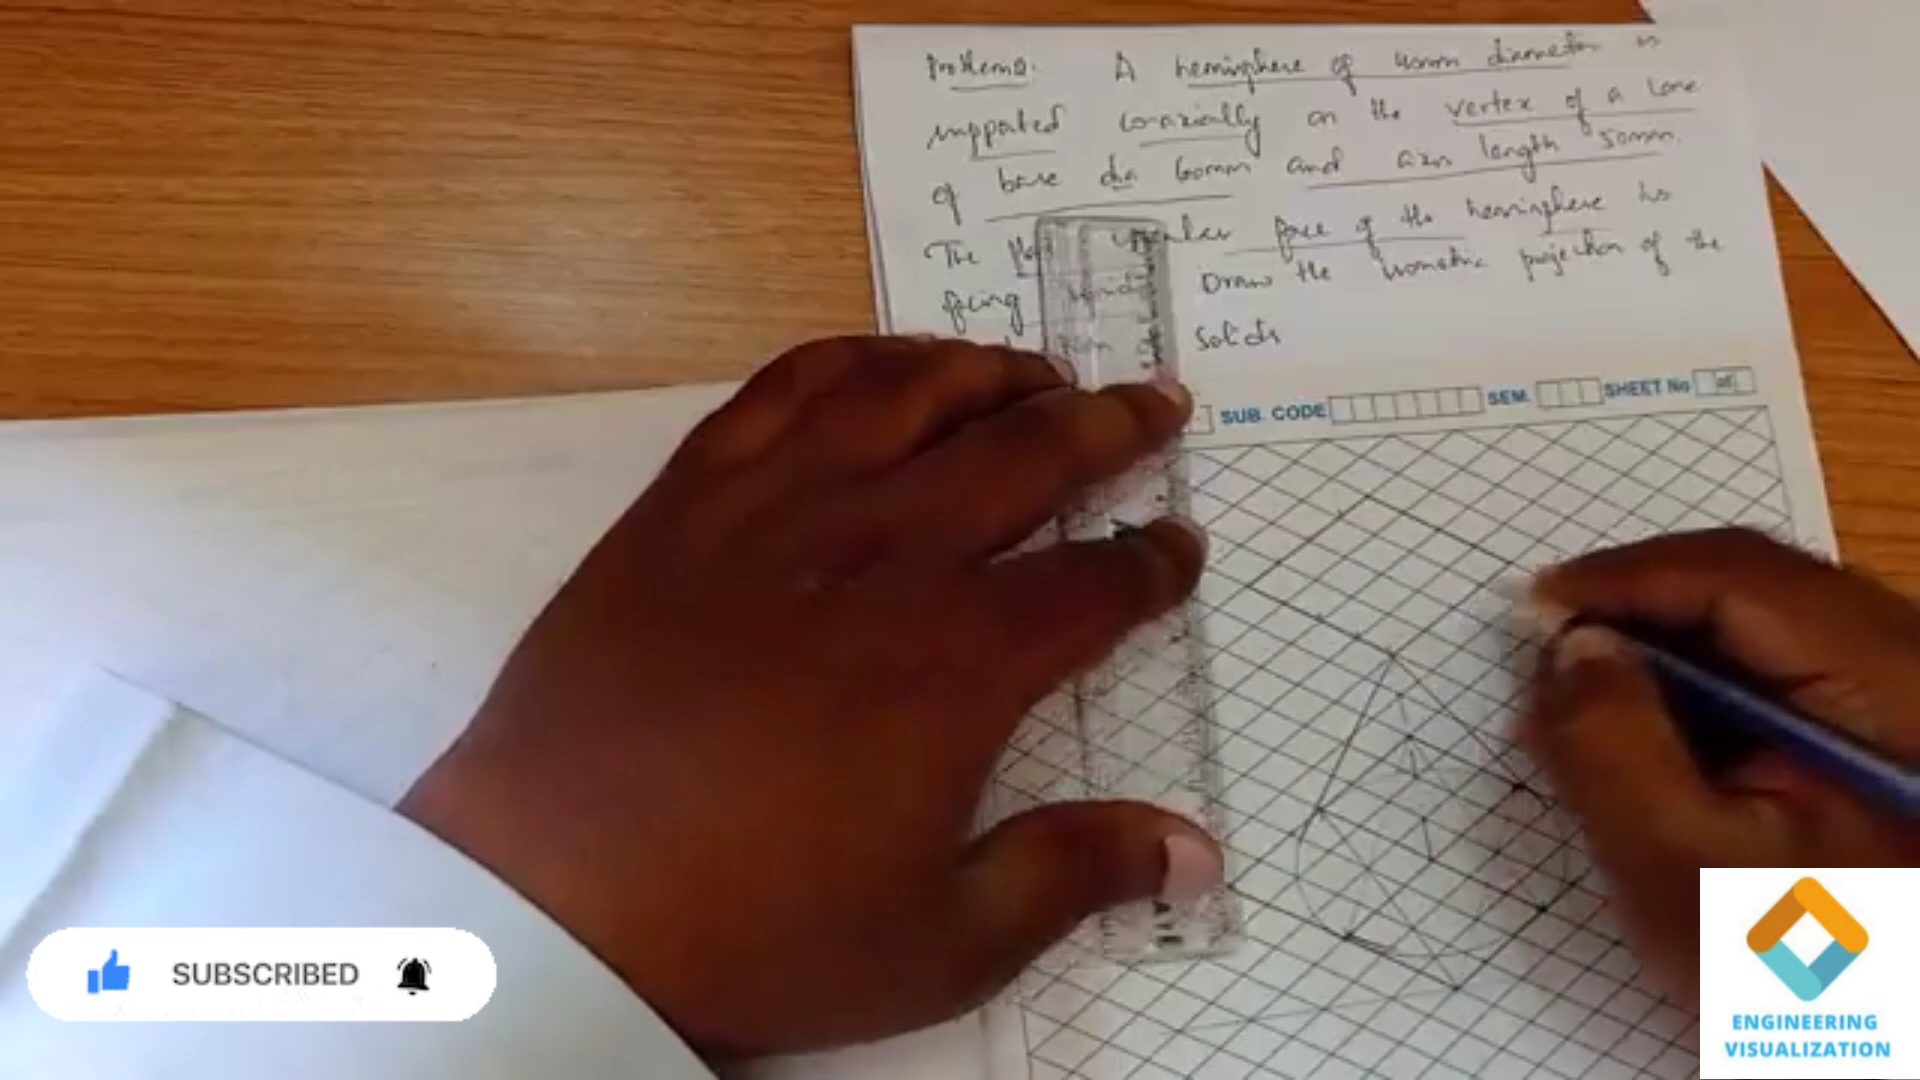 Problem. A hemisphere of 40mm diameter is
supported co-axially on the vertex of a cone
of base dia 60mm and axis length 50mm.
The circular face of the hemisphere is
facing Draw the isometric projection of the
Solids
SUB. CODE SEM. SHEET No of
SUBSCRIBED
ENGINEERING
VISUALIZATION